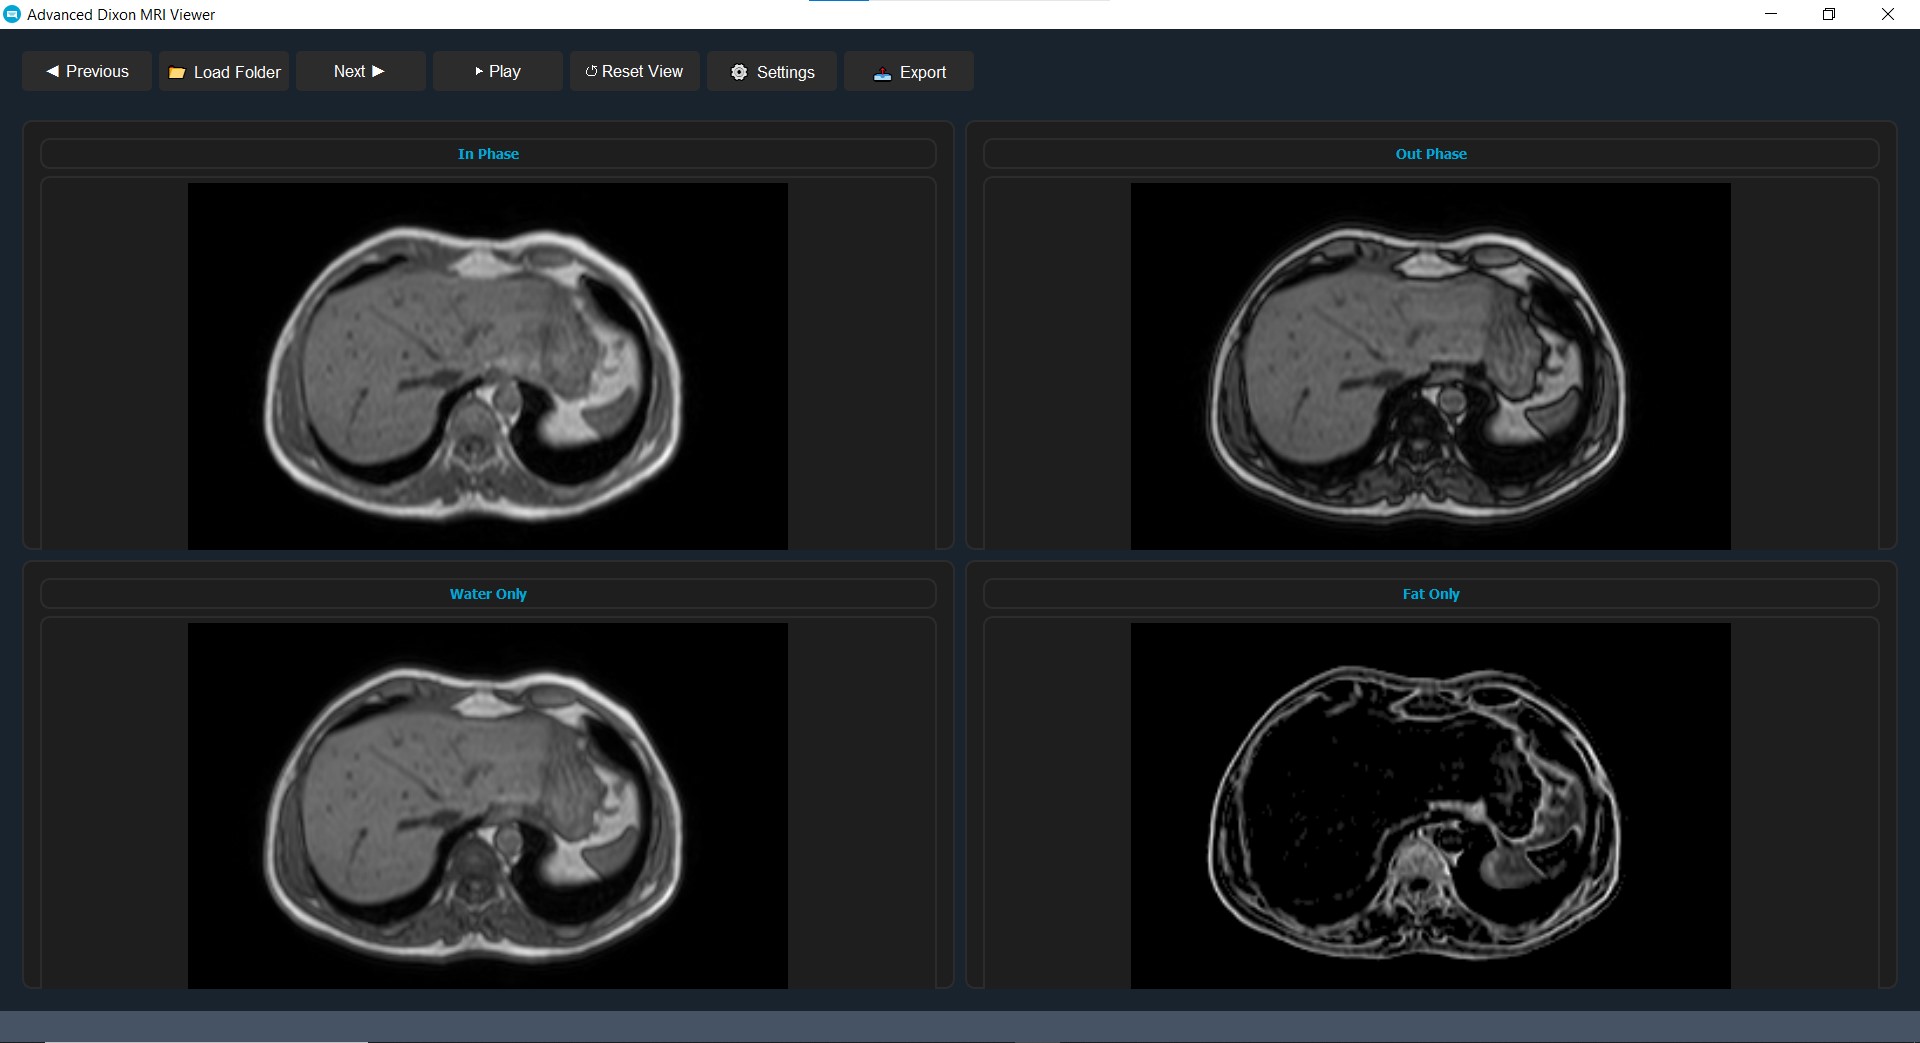 Advanced Dixon MRI Viewer
Previous
Load Folder
Next
Play
Reset View
Settings
Export
In Phase
Out Phase
Water Only
Fat Only